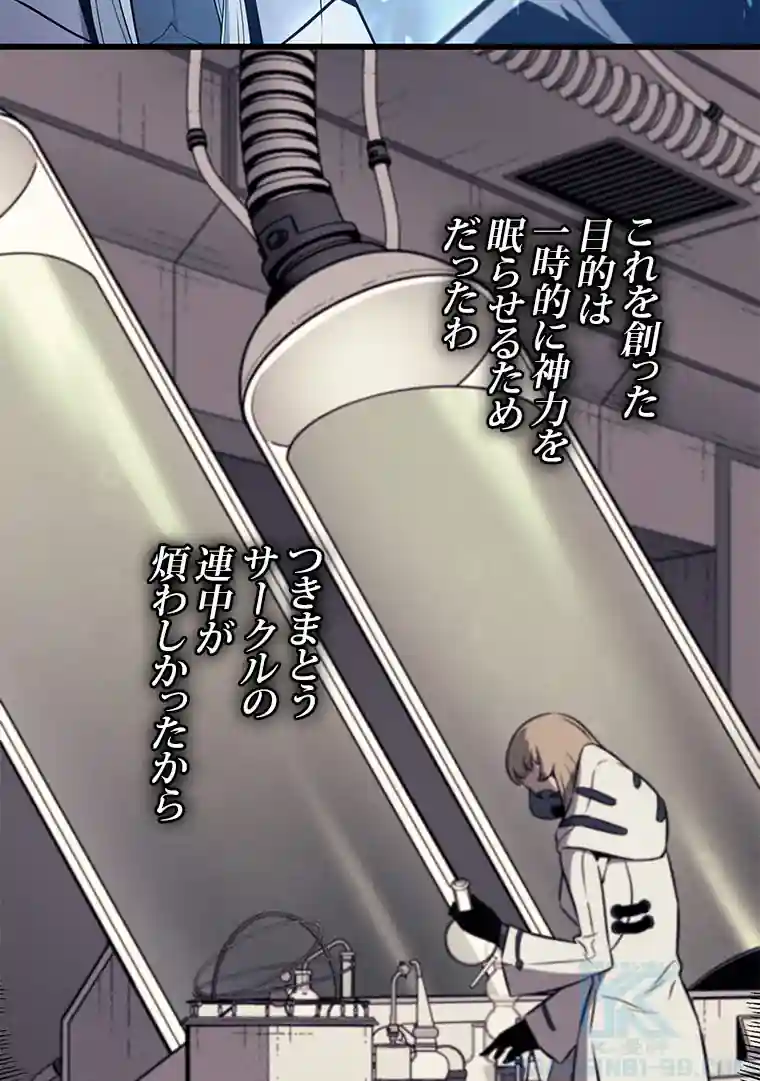 これを創った
目的は
一時的に神力を
眠らせるため
だったわ
つきまとう
サークルの
連中が
煩わしかったから